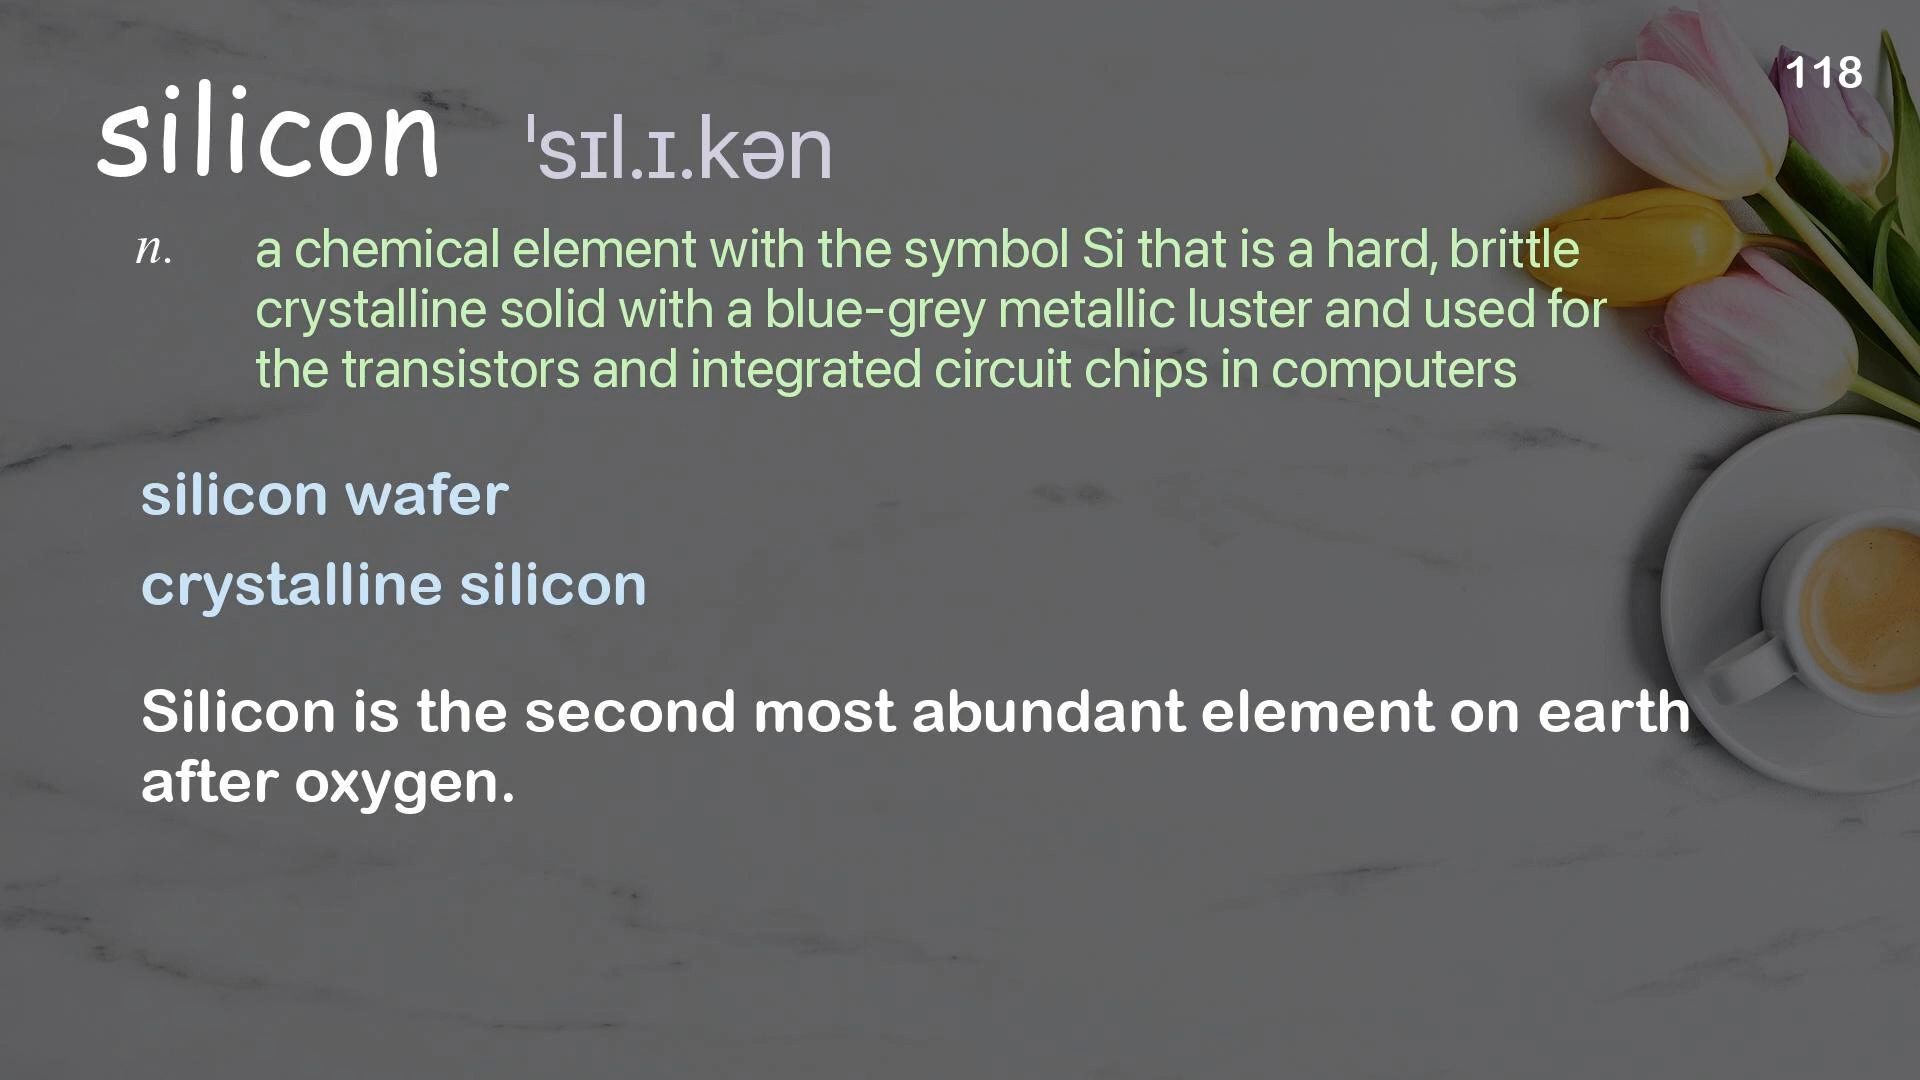 118
silicon ˈsɪl.ɪ.kən
n. a chemical element with the symbol Si that is a hard, brittle
crystalline solid with a blue-grey metallic luster and used for
the transistors and integrated circuit chips in computers
silicon wafer
crystalline silicon
Silicon is the second most abundant element on earth
after oxygen.